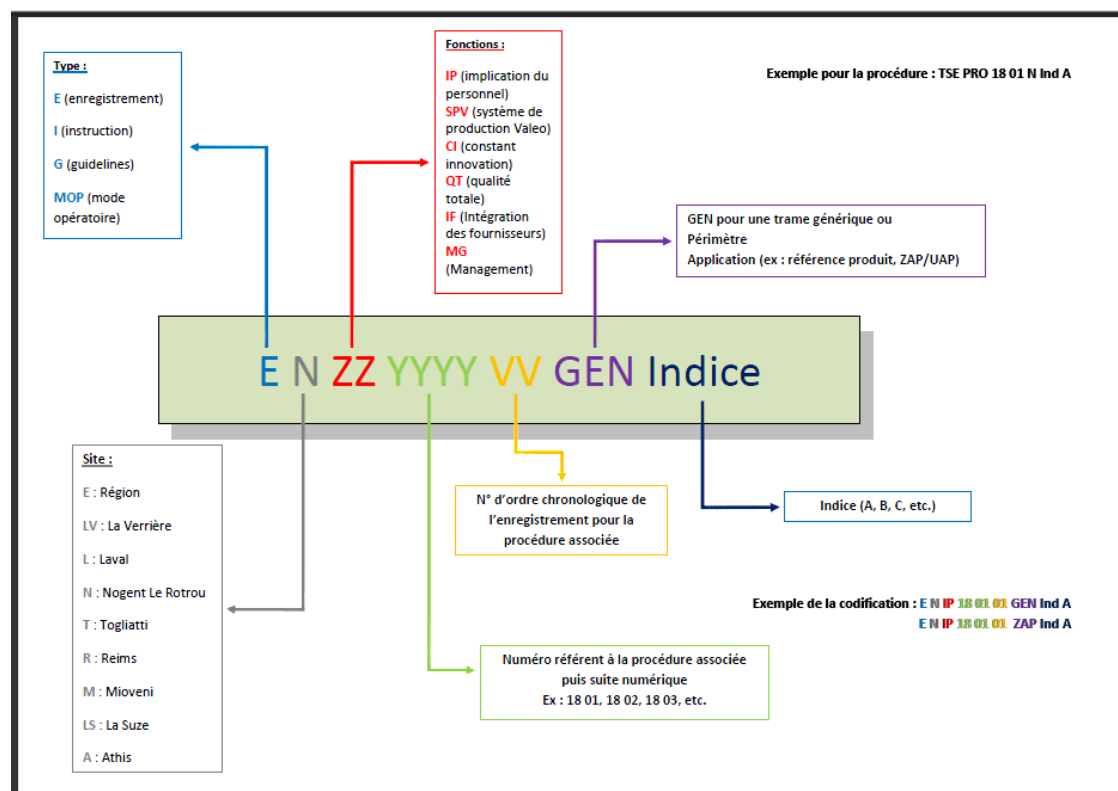 Type :
E (enregistrement)
I (instruction)
G (guidelines)
MOP (mode
opératoire)
Fonctions :
IP (implication du
personnel)
SPV (système de
production Valeo)
CI (constant
innovation)
QT (qualité
totale)
IF (Intégration
des fournisseurs)
MG
(Management)
Exemple pour la procédure : TSE PRO 18 01 N Ind A
GEN pour une trame générique ou
Périmètre
Application (ex : référence produit, ZAP/UAP)
E N ZZ YYYY VV GEN Indice
Site :
E : Région
LV : La Verrière
L : Laval
N : Nogent Le Rotrou
T : Togliatti
R : Reims
M : Mioveni
LS : La Suze
A : Athis
N° d'ordre chronologique de
l'enregistrement pour la
procédure associée
Indice (A, B, C, etc.)
Exemple de la codification : E N IP 18 01 01 GEN Ind A
E N IP 18 01 01 ZAP Ind A
Numéro référent à la procédure associée
puis suite numérique
Ex : 18 01, 18 02, 18 03, etc.